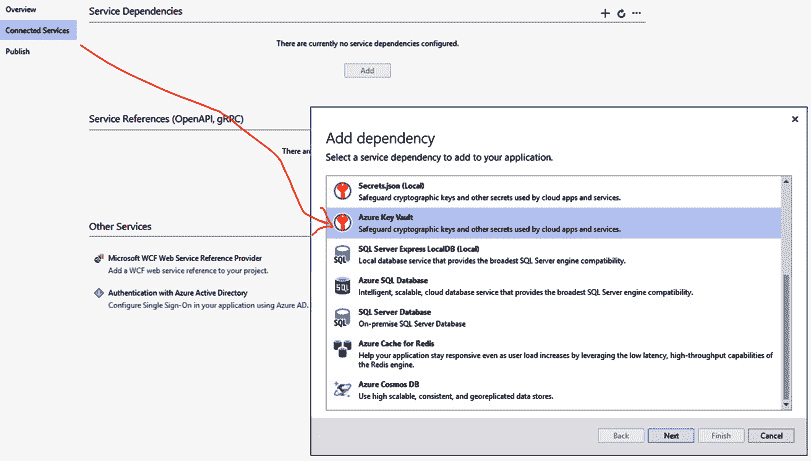 Overview
Connected Services
Publish
Service Dependencies
There are currently no service dependencies configured.
Add
Service References (OpenAPI, gRPC)
There are
Other Services
Microsoft WCF Web Service Reference Provider
Add a WCF web service reference to your project.
Authentication with Azure Active Directory
Configure Single Sign-On in your application using Azure AD.
Add dependency
Select a service dependency to add to your application.
Secrets.json (Local)
Safeguard cryptographic keys and other secrets used by cloud apps and services.
Azure Key Vault
Safeguard cryptographic keys and other secrets used by cloud apps and services.
SQL Server Express LocalDB (Local)
Local database service that provides the broadest SQL Server engine compatibility.
SQL
Azure SQL Database
Intelligent, scalable, cloud database service that provides the broadest SQL Server engine compatibility.
SQL
SQL Server Database
On-premise SQL Server Database
SQL
Azure Cache for Redis
Help your application stay responsive even as user load increases by leveraging the low latency, high-throughput capabilities of
the Redis engine.
Azure Cosmos DB
Use high scalable, consistent, and georeplicated data stores.
Back
Next
Finish
Cancel